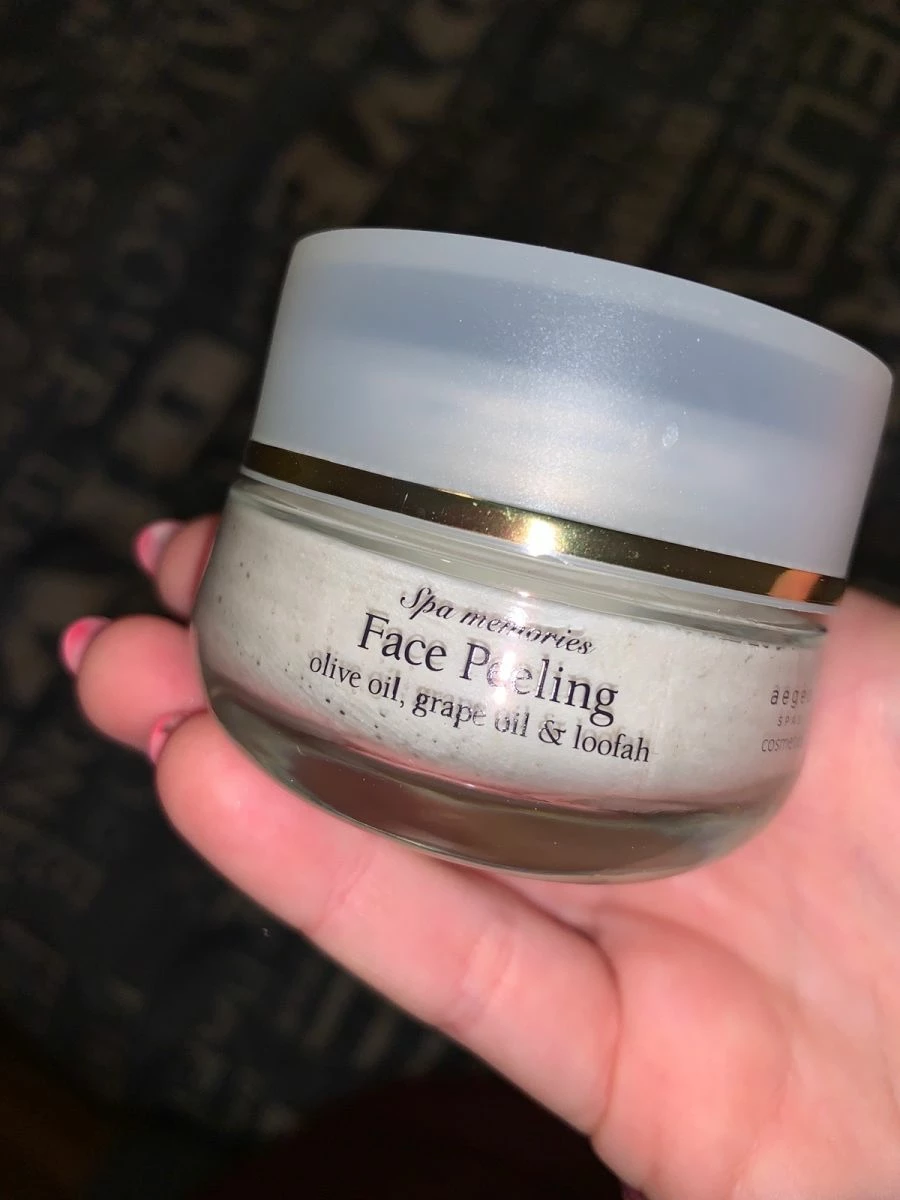 Spa memories
Face Peeling
olive oil, grape oil & loofah